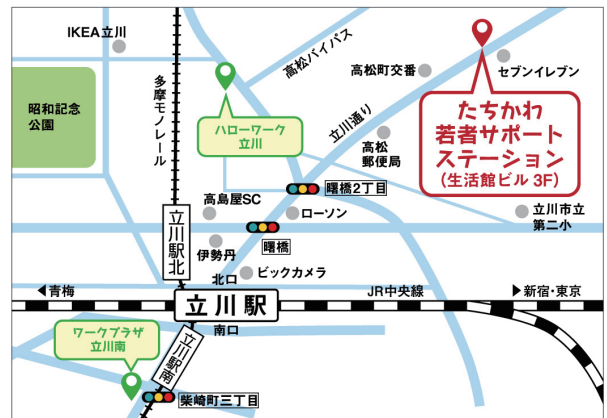 IKEA立川
高松バイパス
高松町交番
セブンイレブン
昭和記念
公園
多摩モノレール
ハローワーク
立川
立川通り
たちかわ
若者サポート
ステーション
(生活館ビル 3F)
高松
郵便局
曙橋2丁目
高島屋SC
ローソン
立川市立
第二小
立川駅北
伊勢丹
曙橋
北口
ビックカメラ
青梅
立川駅
JR中央線
新宿・東京
南口
ワークプラザ
立川南
立川駅南
柴崎町三丁目